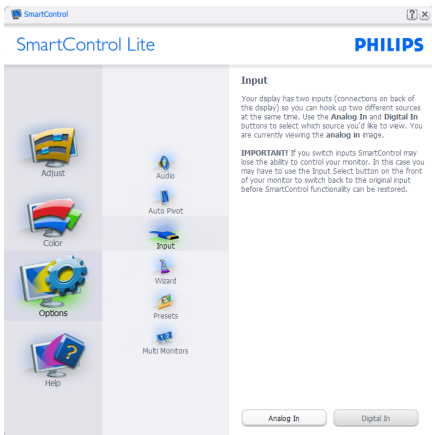 SmartControl
SmartControl Lite
PHILIPS
Adjust
Color
Options
Help
Audio
Auto Pivot
Input
Wizard
Presets
Multi Monitors
Input
Your display has two inputs (connections on back of
this display) so you can hook up two different sources
at the same time. Use the Analog In and Digital In
buttons to select which source you'd like to view. You
are currently viewing the analog in image.
IMPORTANT! If you switch inputs SmartControl may
lose the ability to control your monitor. In this case you
may have to use the Input Select button on the front
of your monitor to switch back to the original input
before SmartControl functionality can be restored.
Analog In
Digital In